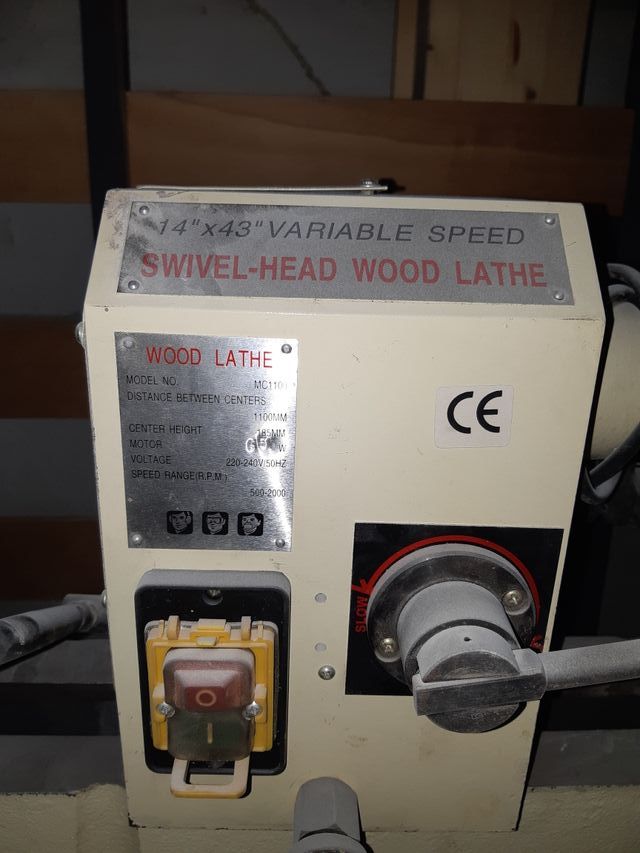 14"x43" VARIABLE SPEED
SWIVEL-HEAD WOOD LATHE
WOOD LATHE
MODEL NO.
DISTANCE BETWEEN CENTERS
1100MM
CENTER HEIGHT 185MM
MOTOR
VOLTAGE 220-240V/50HZ
SPEED RANGE(R.P.M)
500-2000
CE
SLOW
O
I